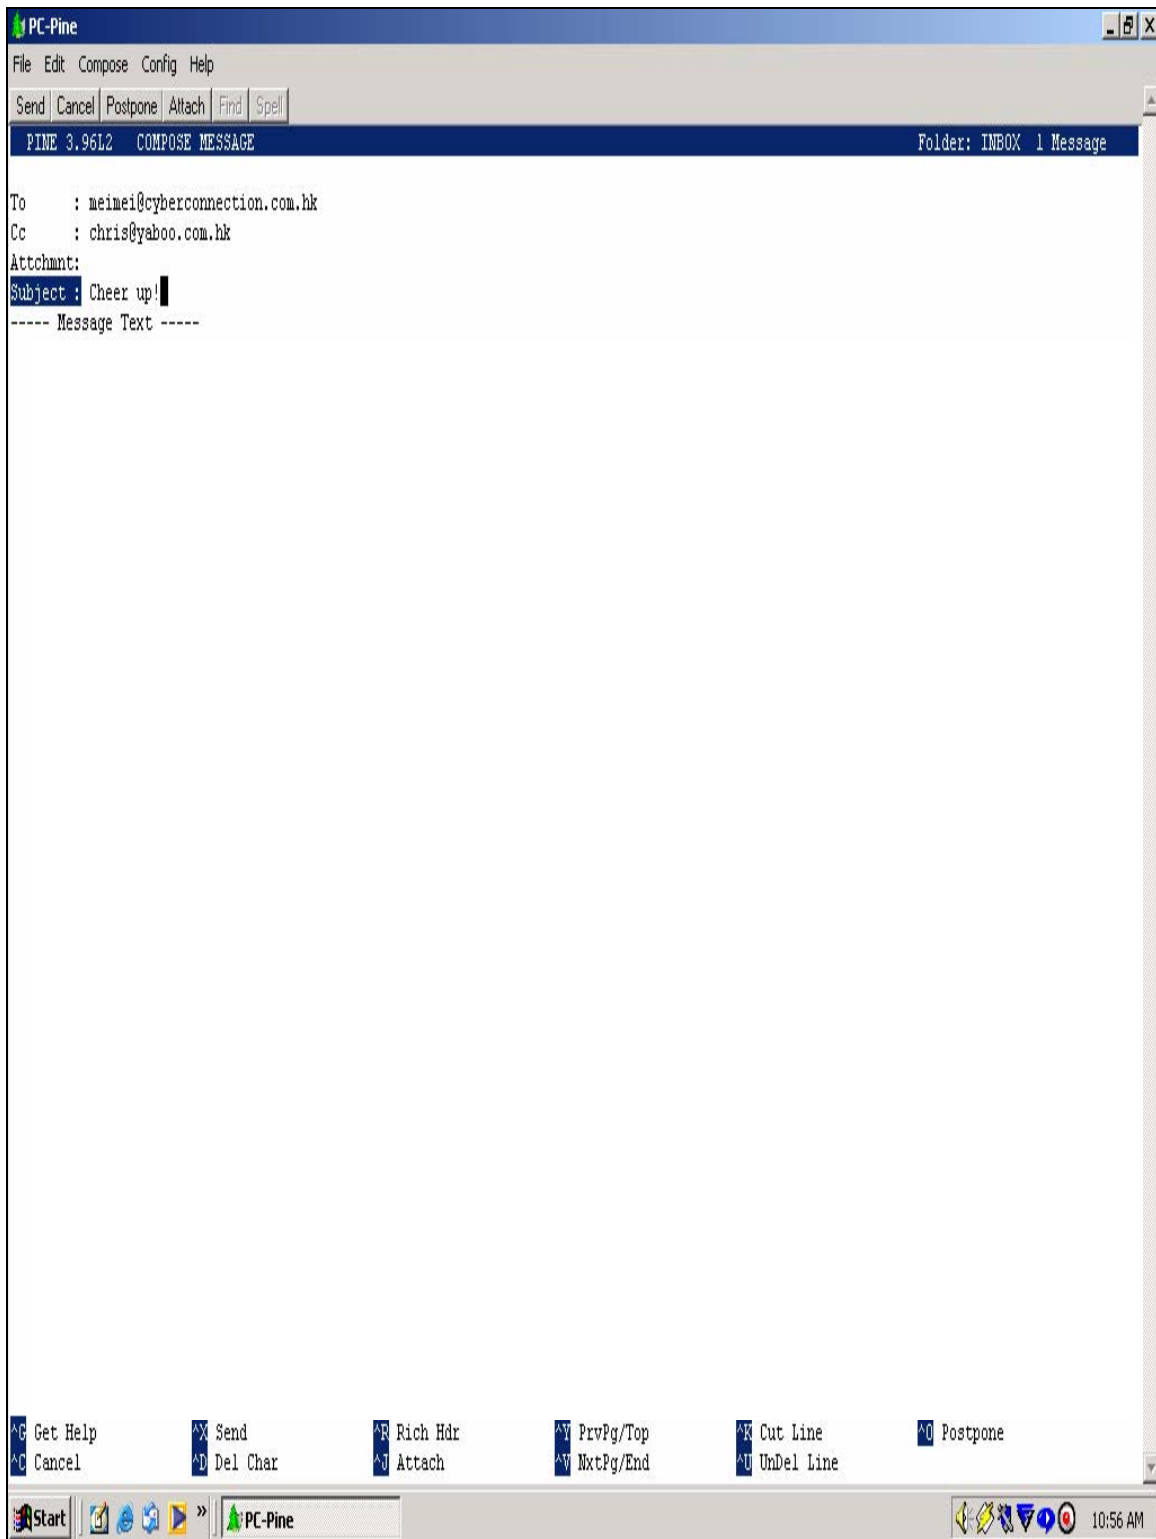 PC-Pine
File Edit Compose Config Help
Send Cancel Postpone Attach Find Spell
PINE 3.96L2 COMPOSE MESSAGE Folder: INBOX 1 Message
To : meimei@cyberconnection.com.hk
Cc : chris@yaboo.com.hk
Attchmnt:
Subject : Cheer up!
----- Message Text -----
^G Get Help ^X Send ^R Rich Hdr ^Y PrvPg/Top ^K Cut Line ^O Postpone
^C Cancel ^D Del Char ^J Attach ^V NxtPg/End ^U UnDel Line
Start » PC-Pine 10:56 AM